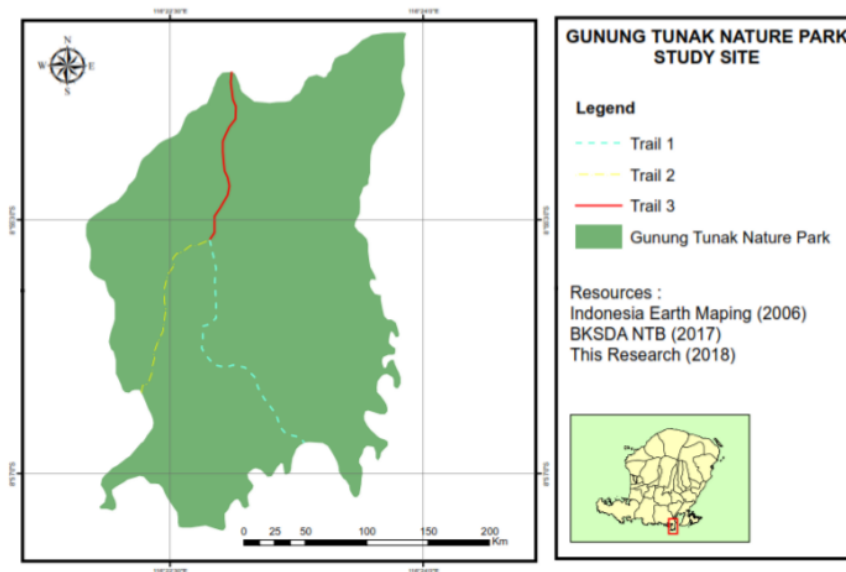 N
W
E
S
GUNUNG TUNAK NATURE PARK
STUDY SITE
Legend
Trail 1
Trail 2
Trail 3
Gunung Tunak Nature Park
Resources :
Indonesia Earth Maping (2006)
BKSDA NTB (2017)
This Research (2018)
0 25 50 100 150 200
Km